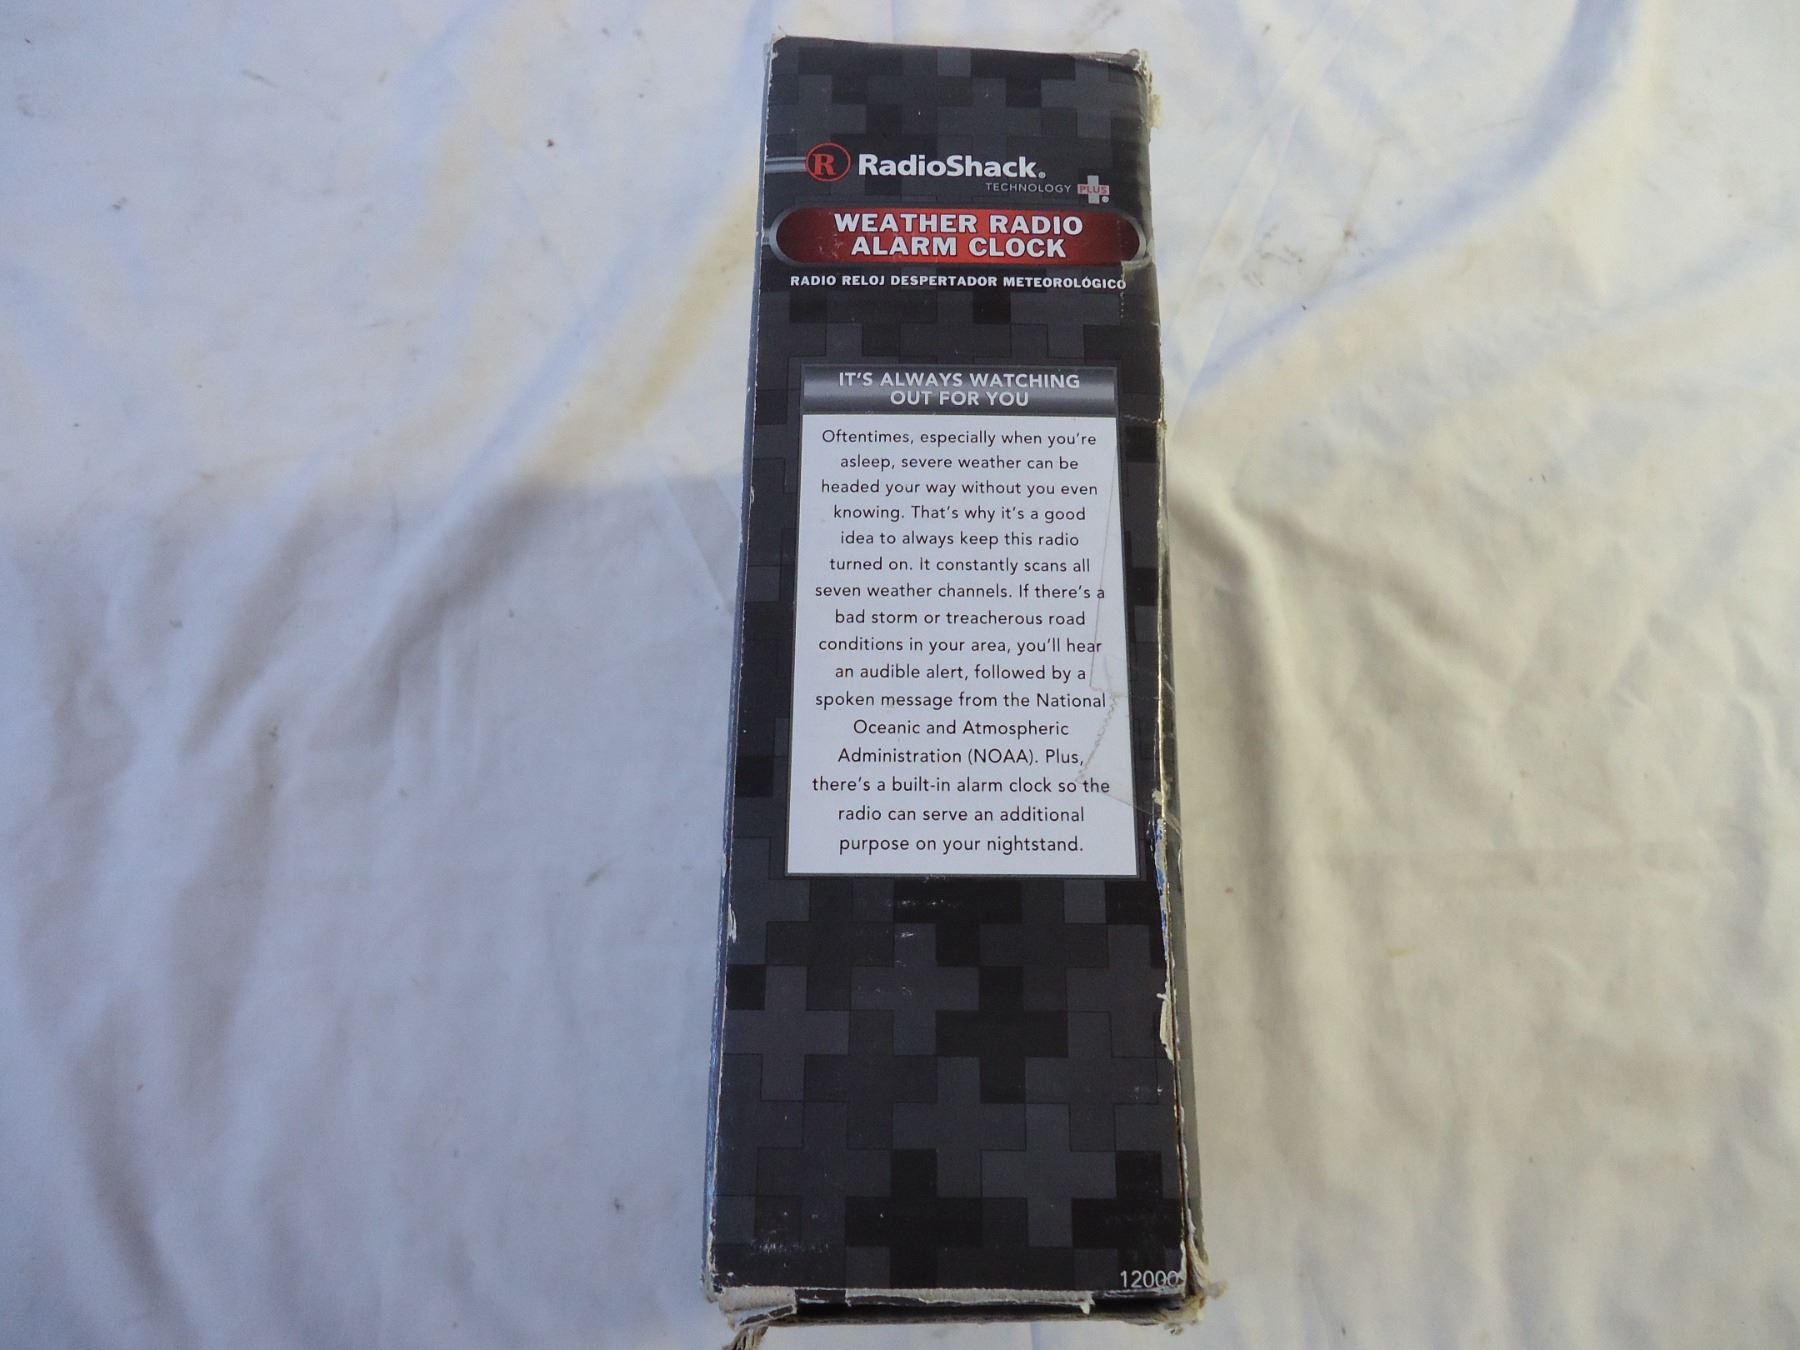 R RadioShack®
TECHNOLOGY PLUS®
WEATHER RADIO
ALARM CLOCK
RADIO RELOJ DESPERTADOR METEOROLÓGICO
IT'S ALWAYS WATCHING
OUT FOR YOU
Oftentimes, especially when you're
asleep, severe weather can be
headed your way without you even
knowing. That's why it's a good
idea to always keep this radio
turned on. It constantly scans all
seven weather channels. If there's a
bad storm or treacherous road
conditions in your area, you'll hear
an audible alert, followed by a
spoken message from the National
Oceanic and Atmospheric
Administration (NOAA). Plus,
there's a built-in alarm clock so the
radio can serve an additional
purpose on your nightstand.